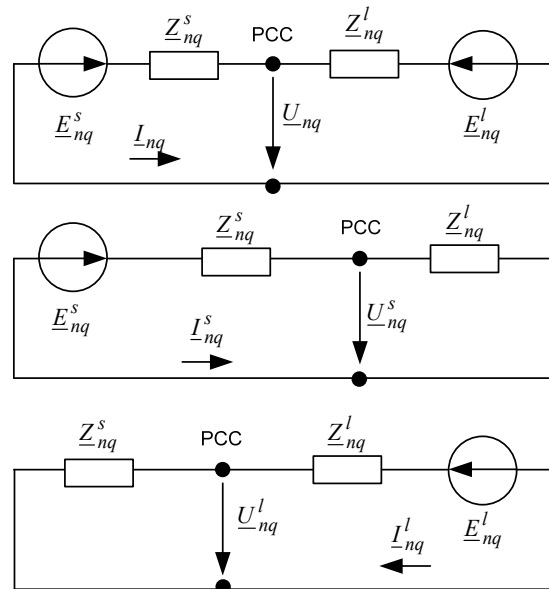 Z^s_nq PCC Z^l_nq
E^s_nq I_nq U_nq E^l_nq
Z^s_nq PCC Z^l_nq
E^s_nq I^s_nq U^s_nq
Z^s_nq PCC Z^l_nq
U^l_nq I^l_nq E^l_nq